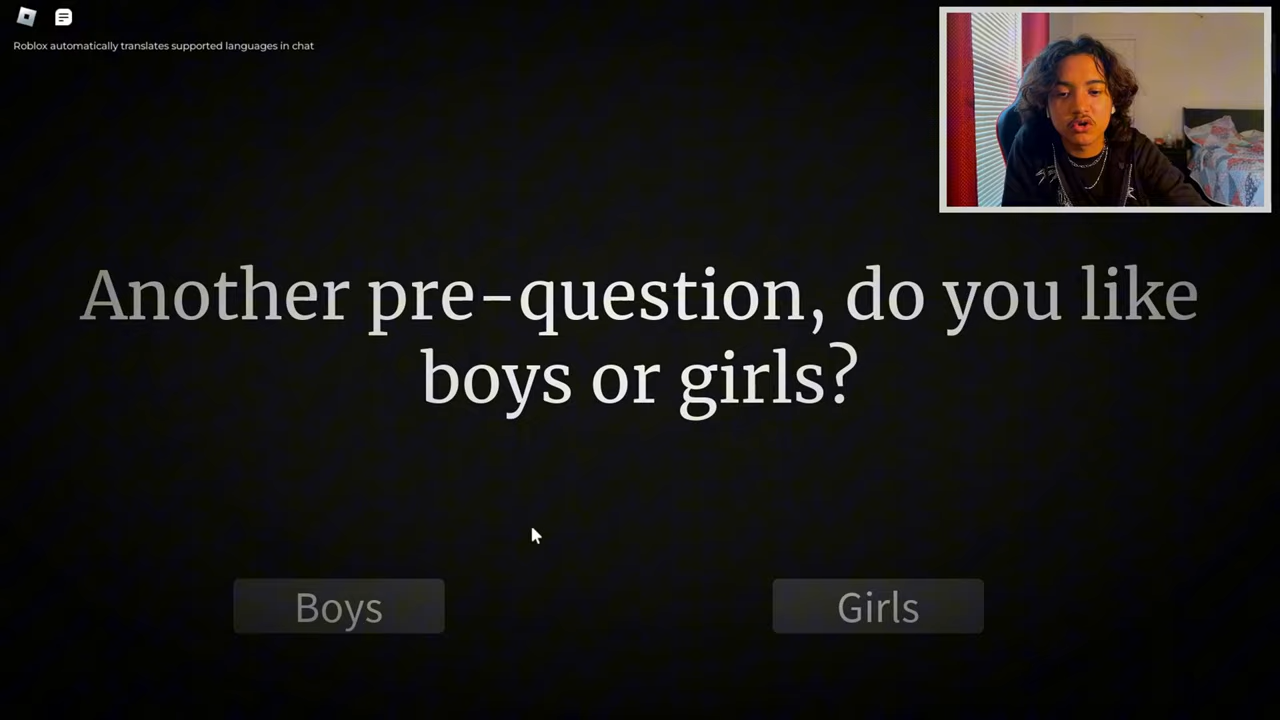 Roblox automatically translates supported languages in chat
Another pre-question, do you like
boys or girls?
Boys
Girls